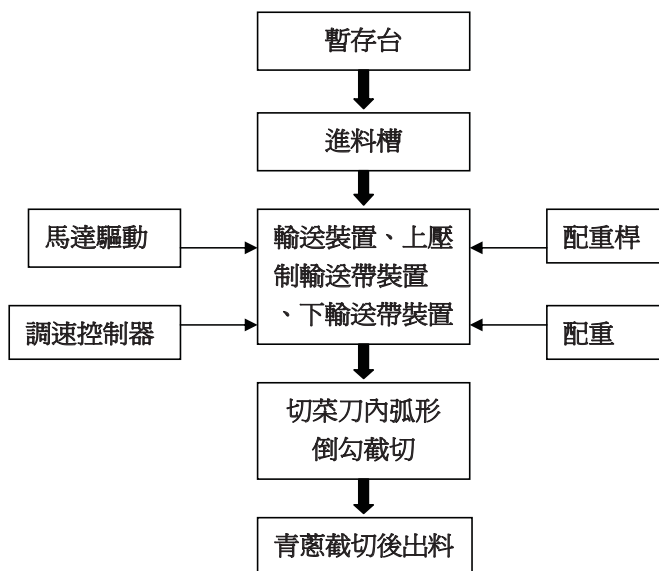 暫存台
進料槽
馬達驅動
輸送裝置、上壓
制輸送帶裝置
、下輸送帶裝置
配重桿
調速控制器
配重
切菜刀內弧形
倒勾截切
青蔥截切後出料